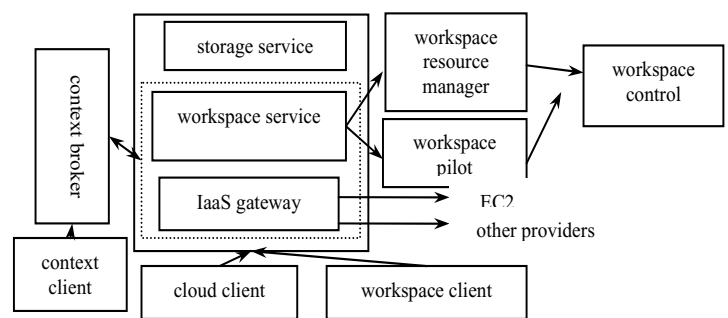 storage service
workspace
resource
manager
workspace
control
context broker
workspace service
workspace
pilot
IaaS gateway
EC2
other providers
context
client
cloud client
workspace client